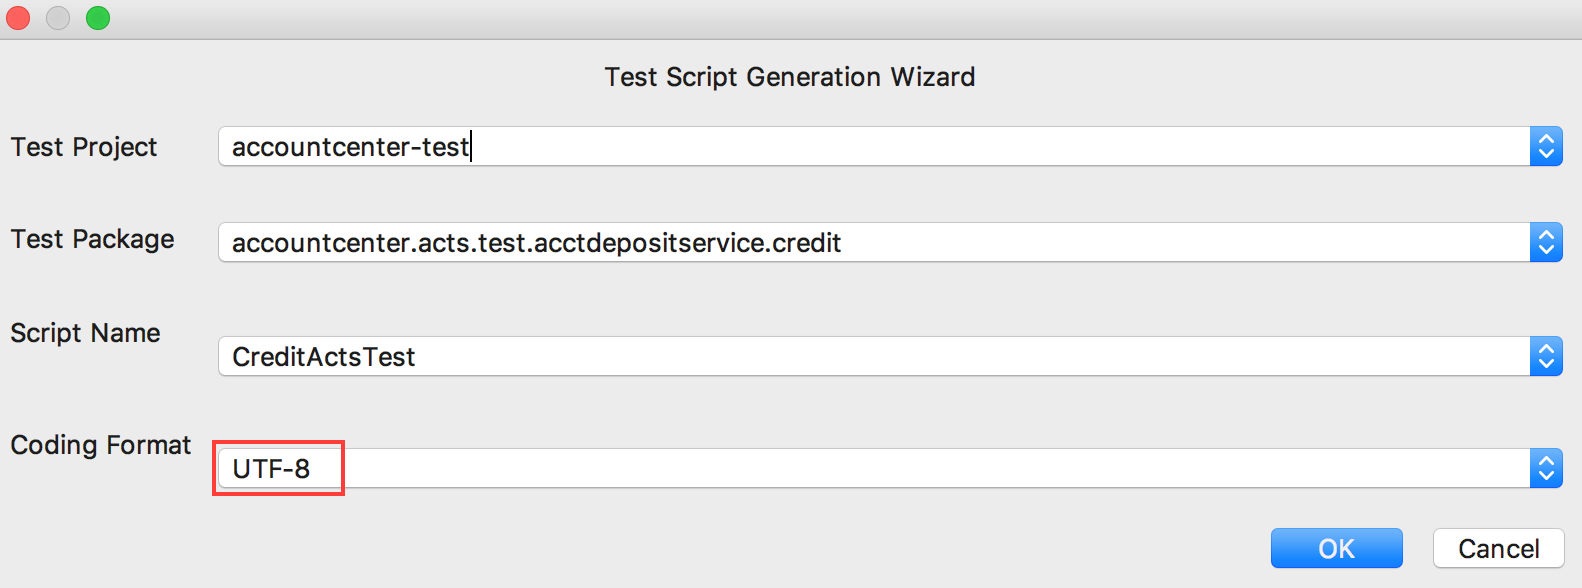 Test Script Generation Wizard
Test Project accountcenter-test
Test Package accountcenter.acts.test.acctdepositservice.credit
Script Name CreditActsTest
Coding Format UTF-8
OK Cancel